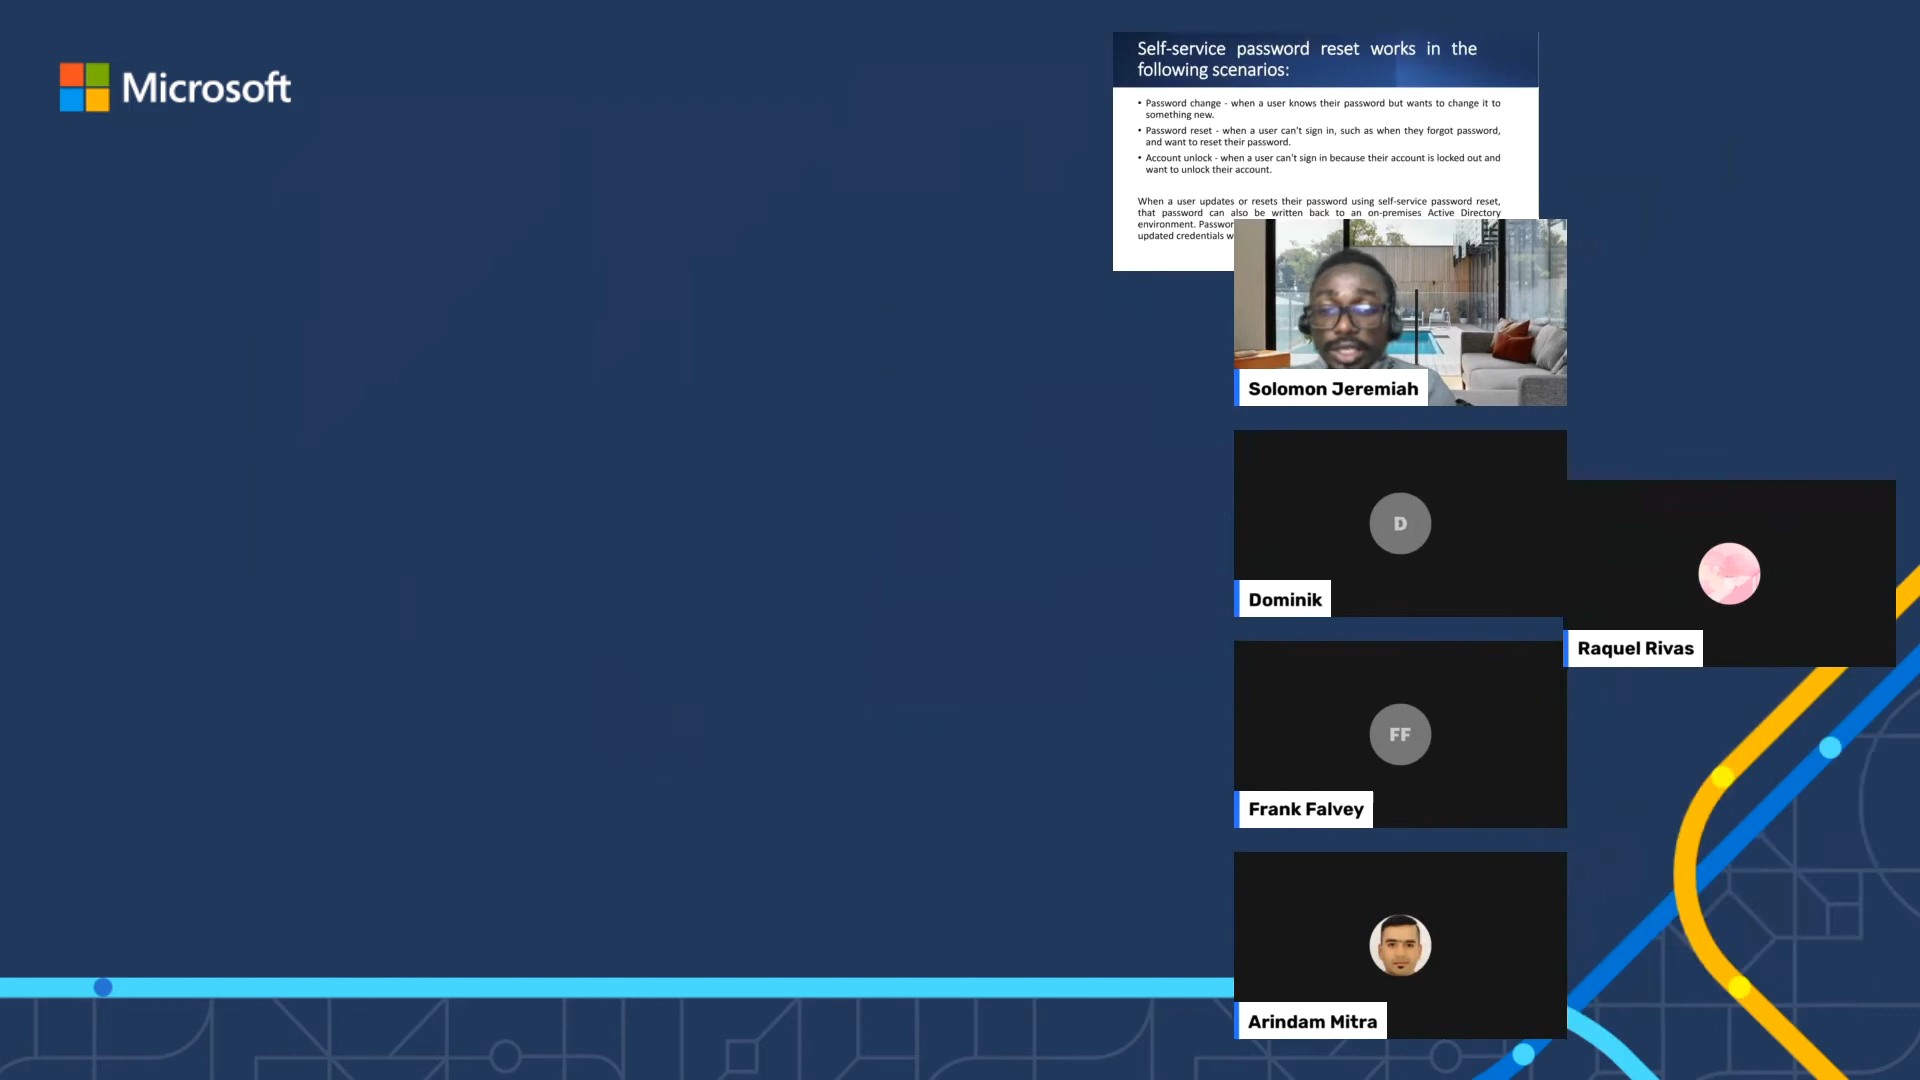 Microsoft
Self-service password reset works in the
following scenarios:
• Password change - when a user knows their password but wants to change it to
something new.
• Password reset - when a user can't sign in, such as when they forgot password,
and want to reset their password.
• Account unlock - when a user can't sign in because their account is locked out and
want to unlock their account.
When a user updates or resets their password using self-service password reset,
that password can also be written back to an on-premises Active Directory
environment.
updated credentials
Solomon Jeremiah
D
Dominik
Raquel Rivas
FF
Frank Falvey
Arindam Mitra